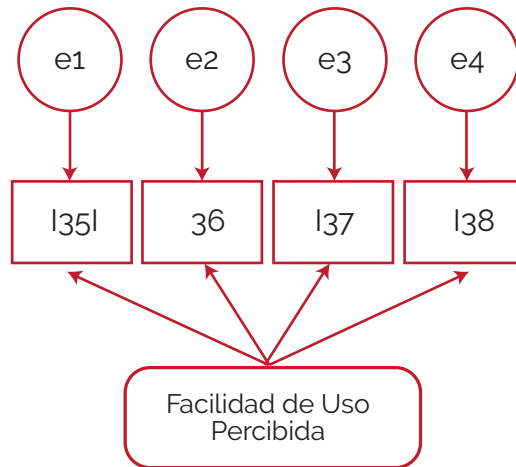 e1 e2 e3 e4
I35I 36 I37 I38
Facilidad de Uso
Percibida